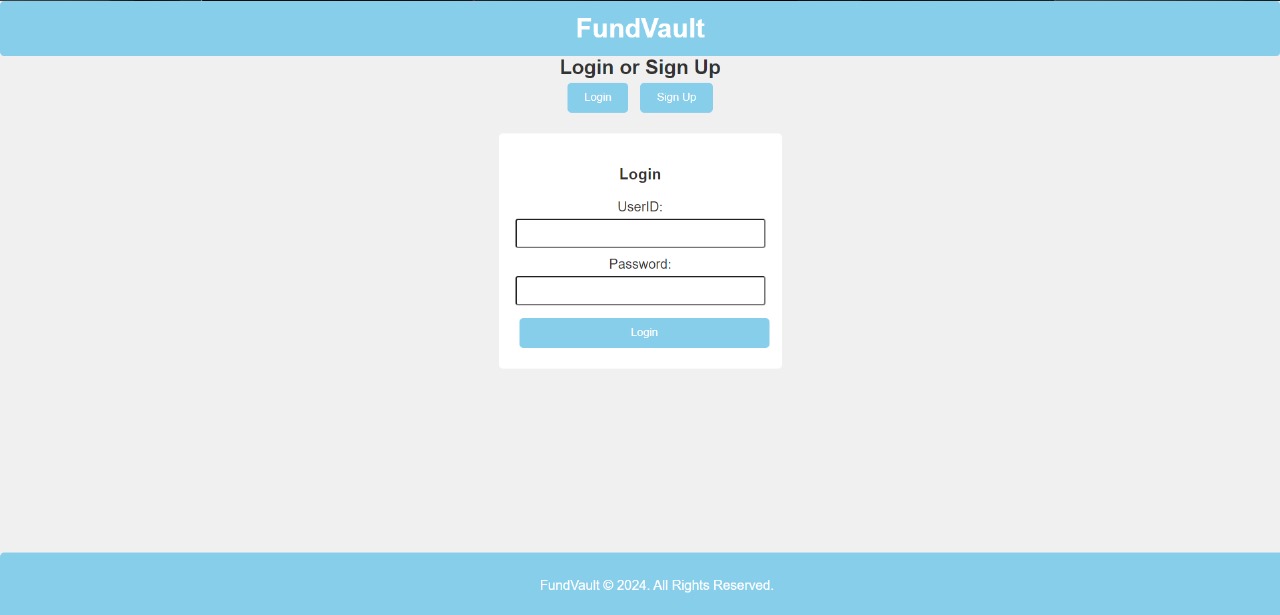 FundVault
Login or Sign Up
Login Sign Up
Login
UserID:
Password:
Login
FundVault © 2024. All Rights Reserved.